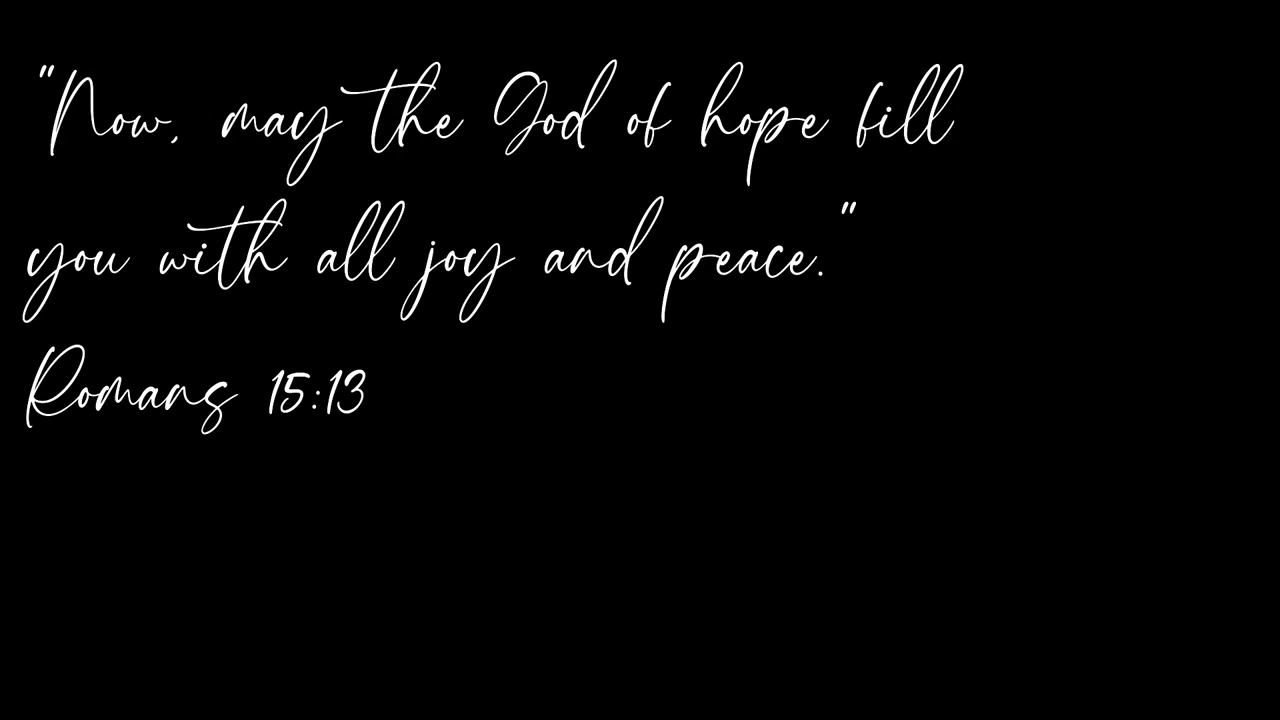 "Now, may the God of hope fill
you with all joy and peace."
Romans 15:13